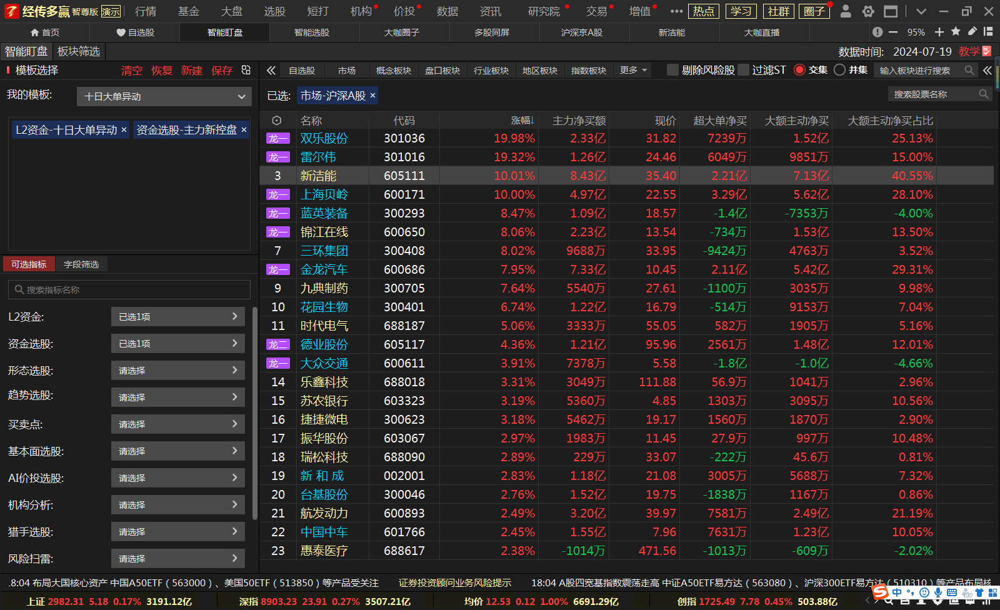 经传多赢 智尊版 演示 行情 基金 大盘 选股 短打 机构 价投 数据 资讯 研究院 交易 增值 热点 学习 社群 圈子
首页 自选股 智能盯盘 智能选股 大咖圈子 多股同屏 沪深京A股 新洁能 大咖直播 95%
智能盯盘 板块筛选 数据时间: 2024-07-19 教学
模板选择 清空 恢复 新建 保存 自选股 市场 概念板块 盘口板块 行业板块 地区板块 指数板块 更多 剔除风险股 过滤ST 交集 并集 输入板块进行搜索
我的模板: 十日大单异动 已选: 市场-沪深A股 × 搜索股票名称
L2资金-十日大单异动 × 资金选股-主力新控盘 ×
可选指标 字段筛选
搜索指标名称
L2资金: 已选1项
资金选股: 已选1项
形态选股: 请选择
趋势选股: 请选择
买卖点: 请选择
基本面选股: 请选择
AI价投选股: 请选择
机构分析: 请选择
猎手选股: 请选择
风险扫雷: 请选择
名称 代码 涨幅↓ 主力净买额 现价 超大单净买 大额主动净买 大额主动净买占比
龙一 双乐股份 301036 19.98% 2.33亿 31.82 7239万 1.52亿 25.13%
龙一 雷尔伟 301016 19.32% 1.26亿 24.46 6049万 9851万 15.00%
3 新洁能 605111 10.01% 8.43亿 35.40 2.21亿 7.13亿 40.55%
龙一 上海贝岭 600171 10.00% 4.97亿 22.55 3.29亿 5.62亿 28.10%
龙一 蓝英装备 300293 8.47% 1.09亿 18.57 -1.4亿 -7353万 -4.00%
龙一 锦江在线 600650 8.06% 2.23亿 13.54 -734万 1.53亿 13.50%
7 三环集团 300408 8.02% 9688万 33.95 -9424万 4763万 3.52%
龙一 金龙汽车 600686 7.95% 7.33亿 10.45 2.11亿 5.42亿 29.31%
9 九典制药 300705 7.64% 5540万 27.61 -1100万 3035万 9.98%
10 花园生物 300401 6.74% 1.22亿 16.79 -514万 9153万 7.04%
11 时代电气 688187 5.06% 3333万 55.05 582万 1905万 5.16%
龙二 德业股份 605117 4.36% 1.21亿 95.96 2561万 1.48亿 12.01%
龙一 大众交通 600611 3.91% 7378万 5.58 -1.8亿 -1.0亿 -4.66%
14 乐鑫科技 688018 3.31% 3049万 111.88 56.9万 1041万 2.96%
15 苏农银行 603323 3.19% 5360万 4.85 1303万 3095万 10.56%
16 捷捷微电 300623 3.18% 5462万 19.17 1560万 1870万 2.90%
17 振华股份 603067 2.97% 1983万 11.45 27.9万 997万 10.48%
18 瑞松科技 688090 2.89% 229万 33.07 -222万 45.6万 0.81%
19 新 和 成 002001 2.83% 1.18亿 21.08 3005万 5688万 7.32%
20 台基股份 300046 2.76% 1.52亿 19.75 -1838万 1167万 0.86%
21 航发动力 600893 2.49% 3.20亿 39.97 7581万 2.49亿 21.19%
22 中国中车 601766 2.45% 1.55亿 7.96 7631万 1.23亿 10.05%
23 惠泰医疗 688617 2.38% -1014万 471.56 -1013万 -609万 -2.02%
.8:04 布局大国核心资产 中国A50ETF（563000）、美国50ETF（513850）等产品受关注 证券投资顾问业务风险提示 18:04 A股四宽基指数震荡走高 中证A50ETF易方达（563080）、沪深300ETF易方达（510310）等产品布局核
上证 2982.31 5.18 0.17% 3191.12亿 深指 8903.23 23.91 0.27% 3507.21亿 均价 12.53 0.12 1.00% 6691.29亿 创指 1725.49 7.78 0.45% 503.88亿
中